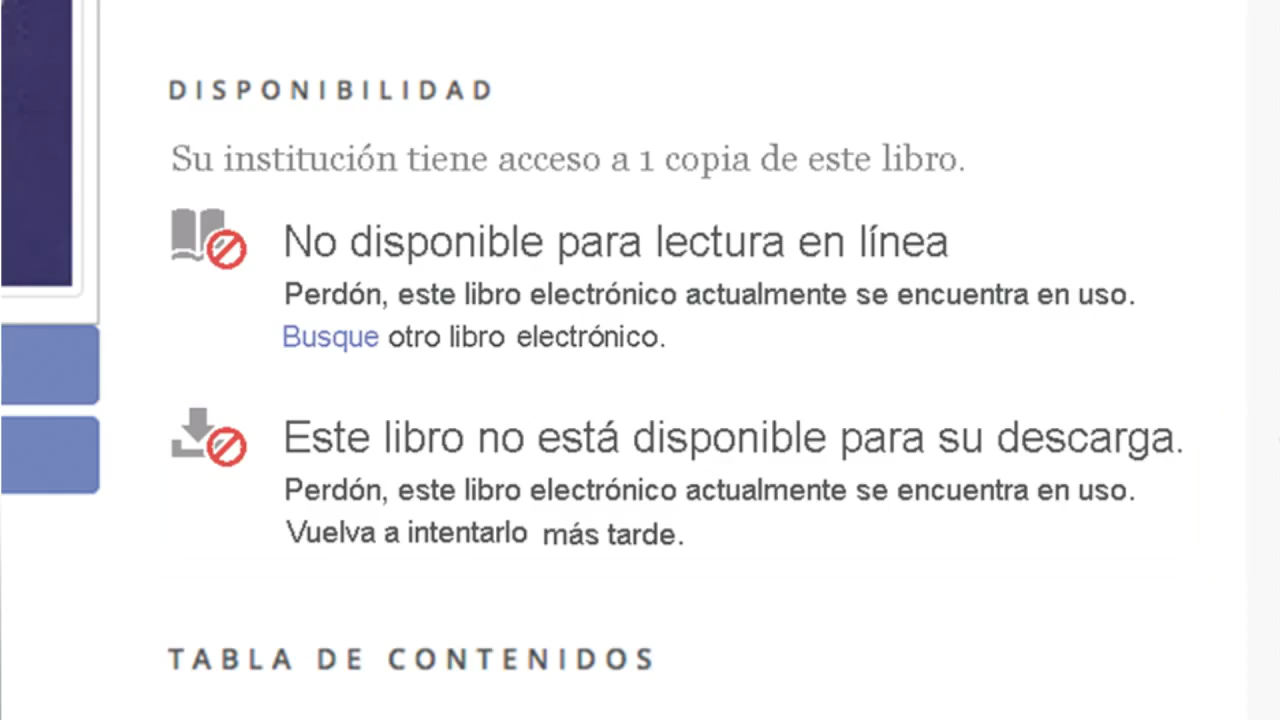 DISPONIBILIDAD
Su institución tiene acceso a 1 copia de este libro.
No disponible para lectura en línea
Perdón, este libro electrónico actualmente se encuentra en uso.
Busque otro libro electrónico.
Este libro no está disponible para su descarga.
Perdón, este libro electrónico actualmente se encuentra en uso.
Vuelva a intentarlo más tarde.
TABLA DE CONTENIDOS